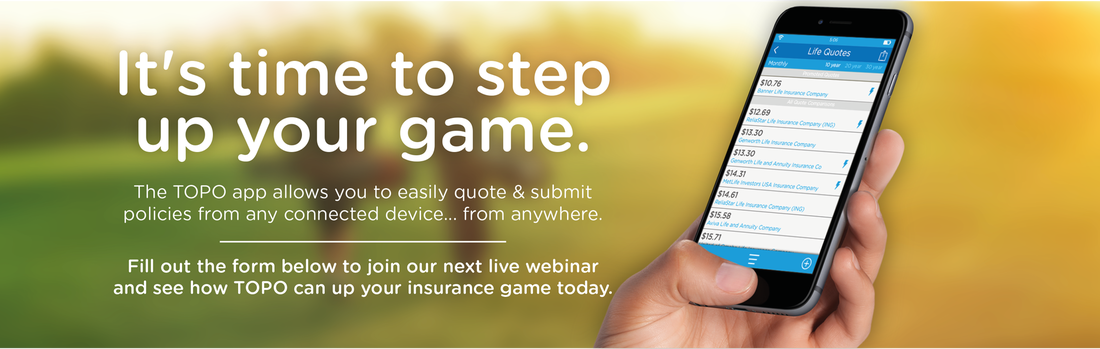 It's time to step
up your game.
The TOPO app allows you to easily quote & submit
policies from any connected device... from anywhere.
Fill out the form below to join our next live webinar
and see how TOPO can up your insurance game today.
Life Quotes
Monthly 10 year 20 year 30 year
$10.76
Banner Life Insurance Company
$12.69
ReliaStar Life Insurance Company (ING)
$13.30
Genworth Life Insurance Company
$13.30
Genworth Life and Annuity Insurance Co
$14.31
MetLife Investors USA Insurance Company
$14.61
ReliaStar Life Insurance Company (ING)
$15.58
Aviva Life and Annuity Company
$15.71